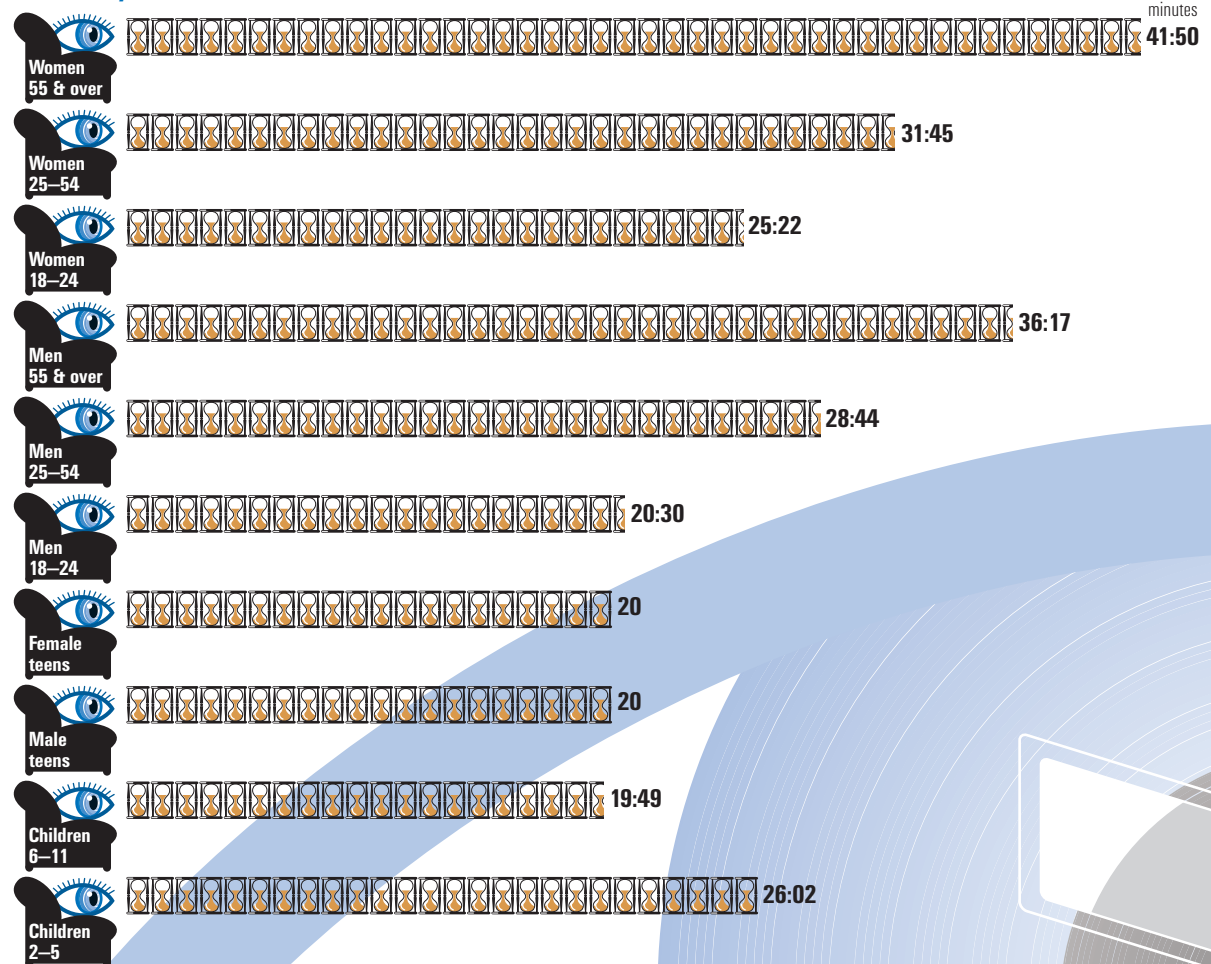 minutes
41:50
Women
55 & over
31:45
Women
25–54
25:22
Women
18–24
36:17
Men
55 & over
28:44
Men
25–54
20:30
Men
18–24
20
Female
teens
20
Male
teens
19:49
Children
6–11
26:02
Children
2–5